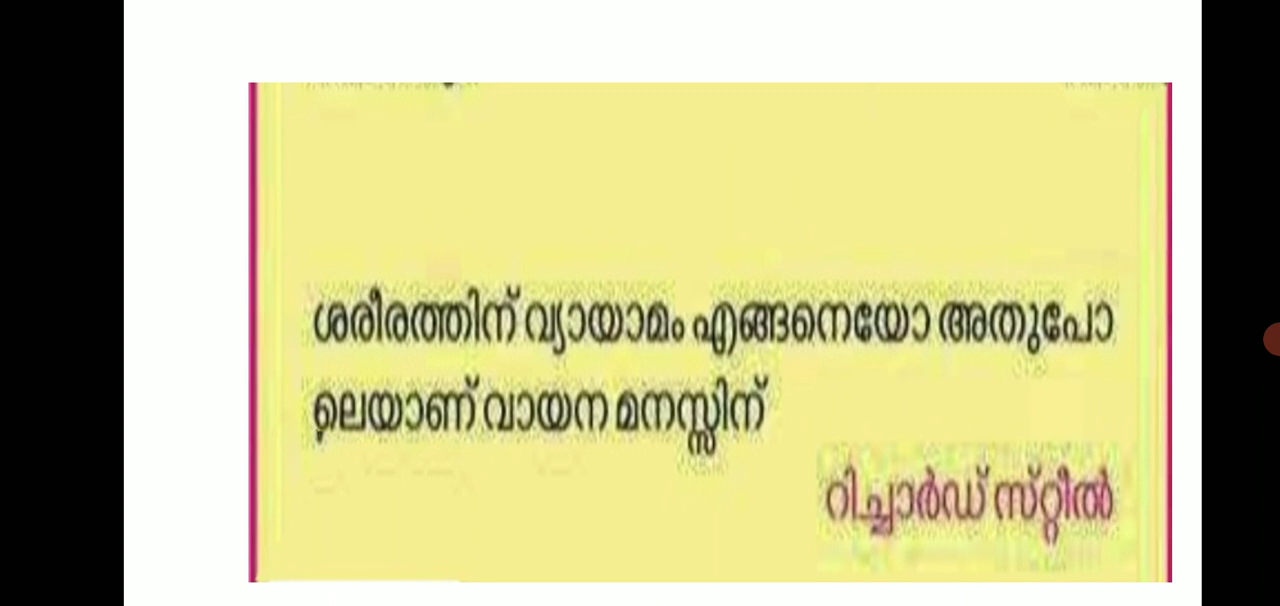 ശരീരത്തിന് വ്യായാമം എങ്ങനെയോ അതുപോ
ലെയാണ് വായന മനസ്സിന്
റിച്ചാർഡ് സ്റ്റീൽ